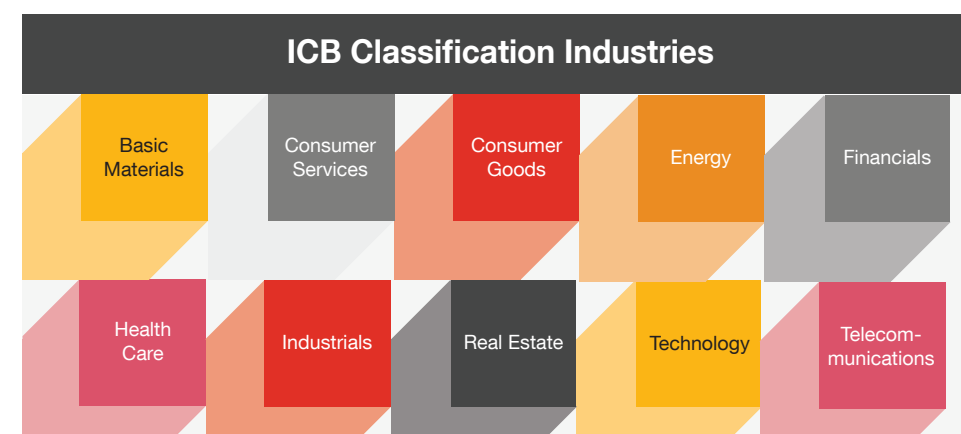 ICB Classification Industries
Basic
Materials
Consumer
Services
Consumer
Goods
Energy
Financials
Health
Care
Industrials
Real Estate
Technology
Telecom-
munications